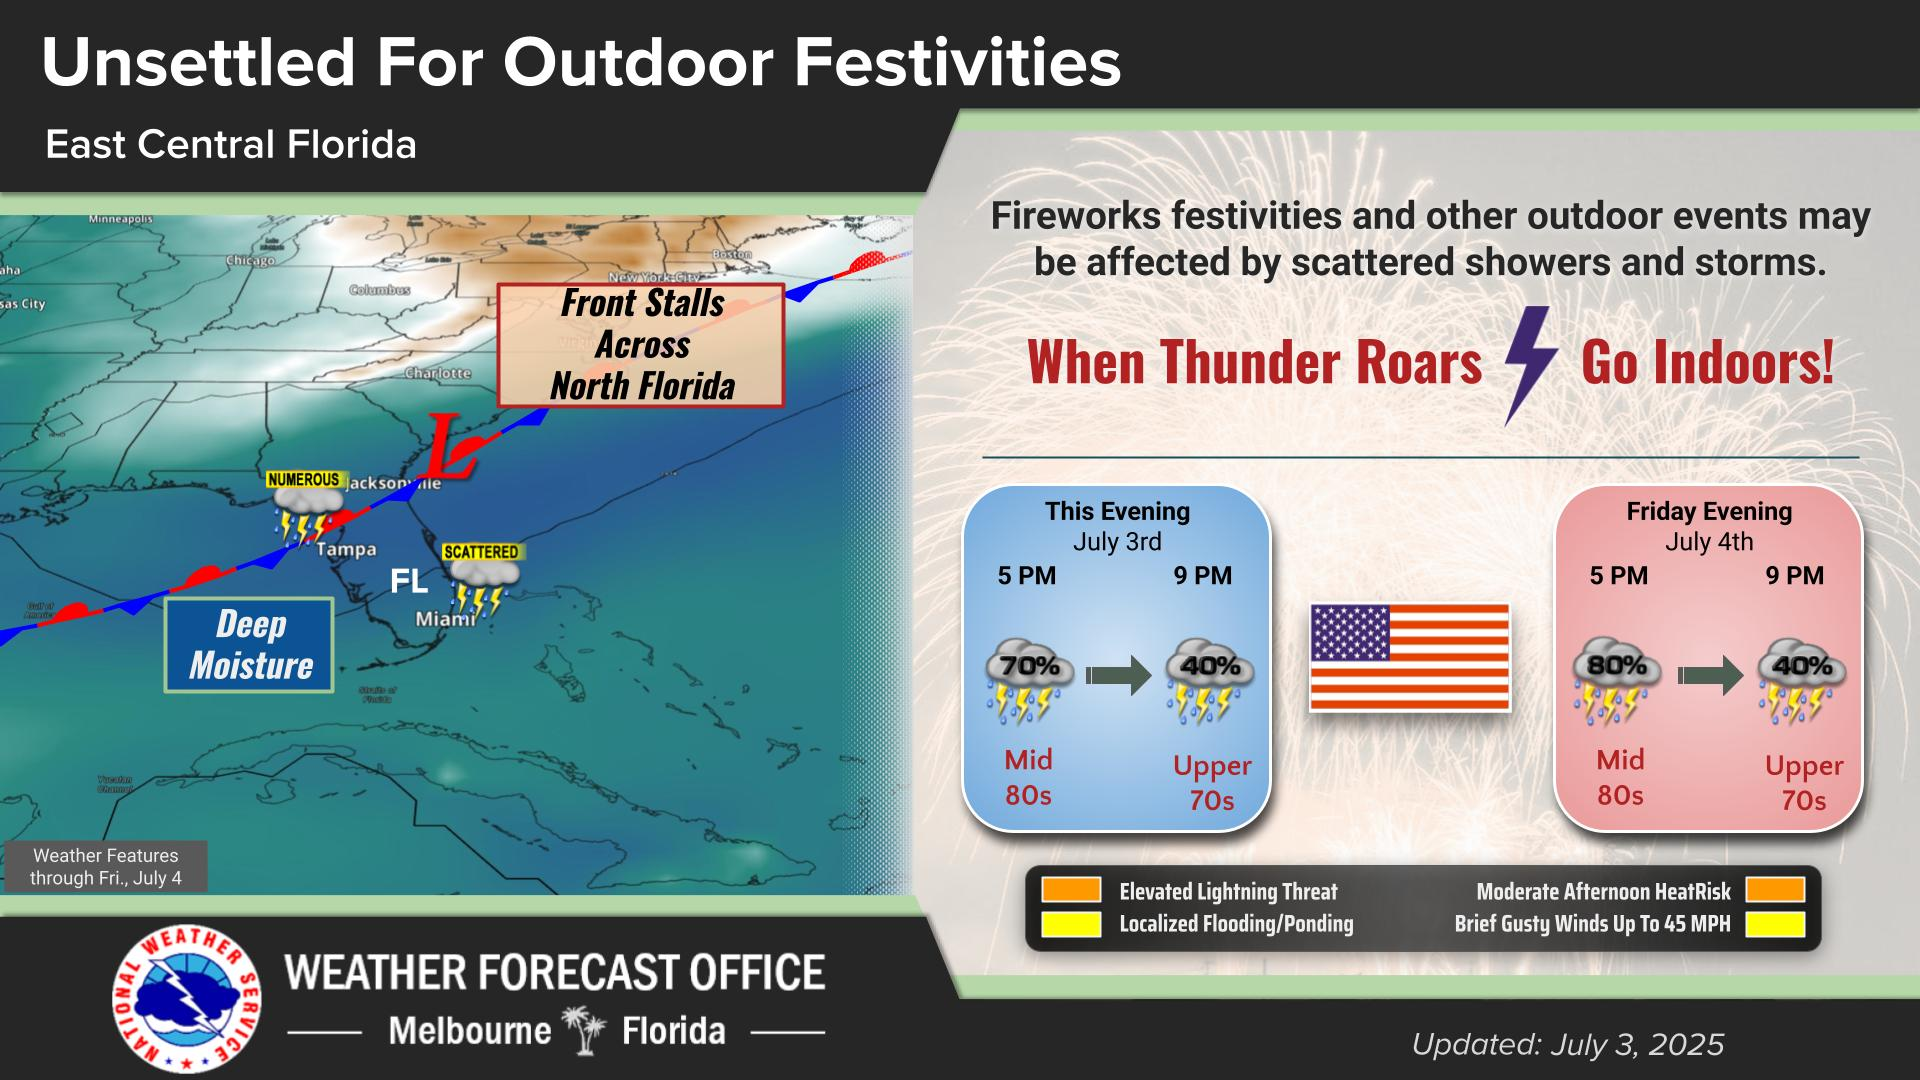 Unsettled For Outdoor Festivities
East Central Florida
Minneapolis
Chicago
Boston
aha
New York City
Columbus
sas City
Front Stalls
Across
North Florida
Charlotte
L
NUMEROUS
Jacksonville
Tampa
SCATTERED
FL
Miami
Gulf of
America
Deep
Moisture
Straits of
Florida
Yucatan
Channel
Weather Features
through Fri., July 4
Fireworks festivities and other outdoor events may
be affected by scattered showers and storms.
When Thunder Roars Go Indoors!
This Evening
July 3rd
5 PM 9 PM
70% 40%
Mid
80s
Upper
70s
Friday Evening
July 4th
5 PM 9 PM
80% 40%
Mid
80s
Upper
70s
Elevated Lightning Threat
Localized Flooding/Ponding
Moderate Afternoon HeatRisk
Brief Gusty Winds Up To 45 MPH
NATIONAL WEATHER SERVICE
WEATHER FORECAST OFFICE
Melbourne Florida
Updated: July 3, 2025